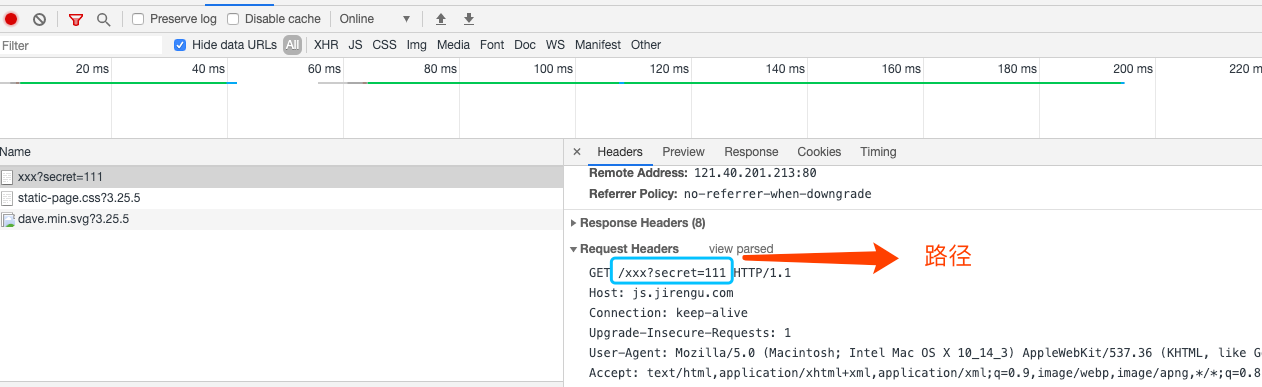 Preserve log Disable cache Online
Filter Hide data URLs All XHR JS CSS Img Media Font Doc WS Manifest Other
20 ms 40 ms 60 ms 80 ms 100 ms 120 ms 140 ms 160 ms 180 ms 200 ms 220 m
Name
xxx?secret=111
static-page.css?3.25.5
dave.min.svg?3.25.5
× Headers Preview Response Cookies Timing
Remote Address: 121.40.201.213:80
Referrer Policy: no-referrer-when-downgrade
Response Headers (8)
Request Headers view parsed
路径
GET /xxx?secret=111 HTTP/1.1
Host: js.jirengu.com
Connection: keep-alive
Upgrade-Insecure-Requests: 1
User-Agent: Mozilla/5.0 (Macintosh; Intel Mac OS X 10_14_3) AppleWebKit/537.36 (KHTML, like G
Accept: text/html,application/xhtml+xml,application/xml;q=0.9,image/webp,image/apng,*/*;q=0.8